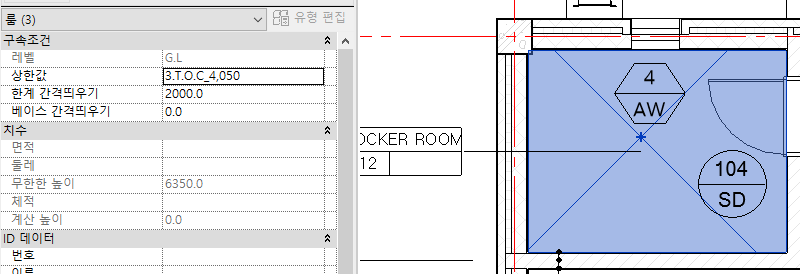 룸 (3)
유형 편집
구속조건
레벨 G.L
상한값 3.T.O.C_4,050
한계 간격띄우기 2000.0
베이스 간격띄우기 0.0
치수
면적
둘레
무한한 높이 6350.0
체적
계산 높이 0.0
ID 데이터
번호
이름
4
AW
OCKER ROOM
12
104
SD